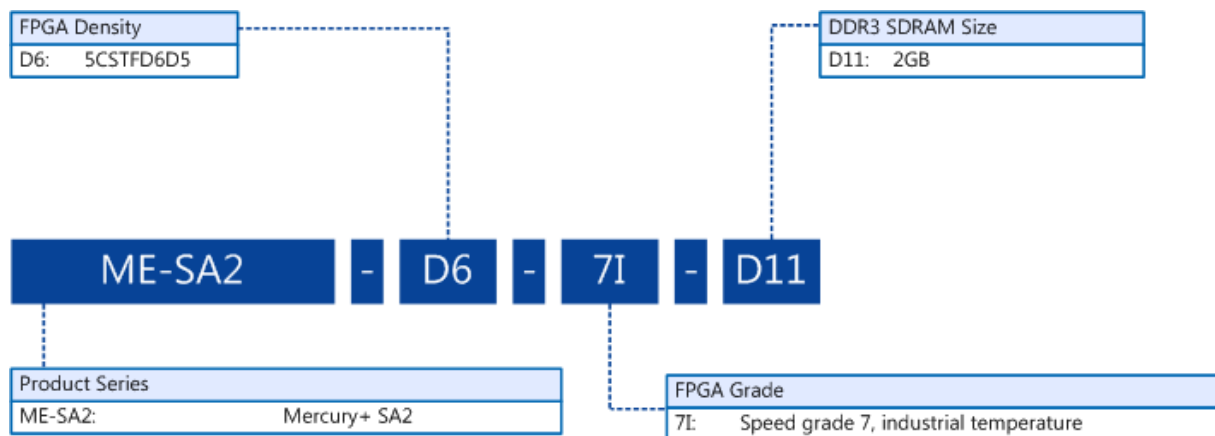 FPGA Density
D6: 5CSTFD6D5
DDR3 SDRAM Size
D11: 2GB
ME-SA2 - D6 - 7I - D11
Product Series
ME-SA2: Mercury+ SA2
FPGA Grade
7I: Speed grade 7, industrial temperature